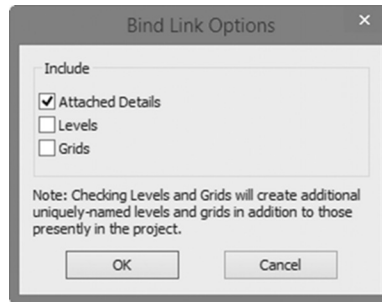 Bind Link Options
Include
Attached Details
Levels
Grids
Note: Checking Levels and Grids will create additional
uniquely-named levels and grids in addition to those
presently in the project.
OK
Cancel